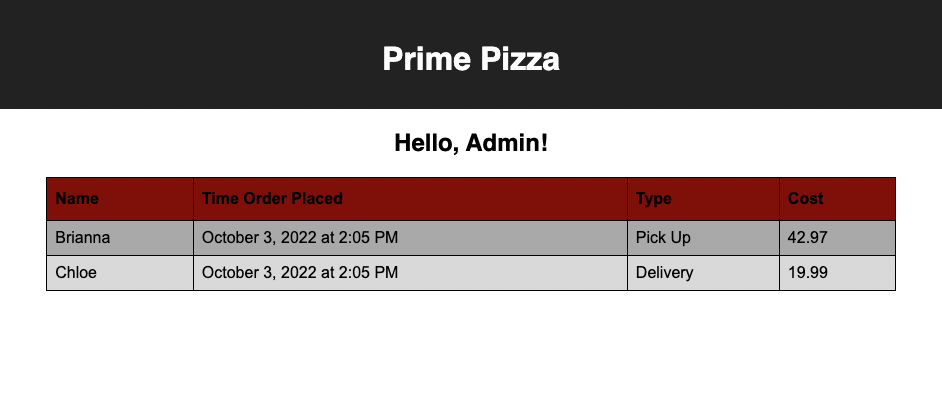 Prime Pizza
Hello, Admin!
Name Time Order Placed Type Cost
Brianna October 3, 2022 at 2:05 PM Pick Up 42.97
Chloe October 3, 2022 at 2:05 PM Delivery 19.99